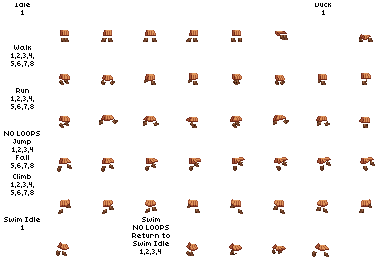 Idle
1
Duck
1
Walk
1,2,3,4,
5,6,7,8
Run
1,2,3,4,
5,6,7,8
NO LOOPS
Jump
1,2,3,4
Fall
5,6,7,8
Climb
1,2,3,4,
5,6,7,8
Swim Idle
1
Swim
NO LOOPS
Return to
Swim Idle
1,2,3,4